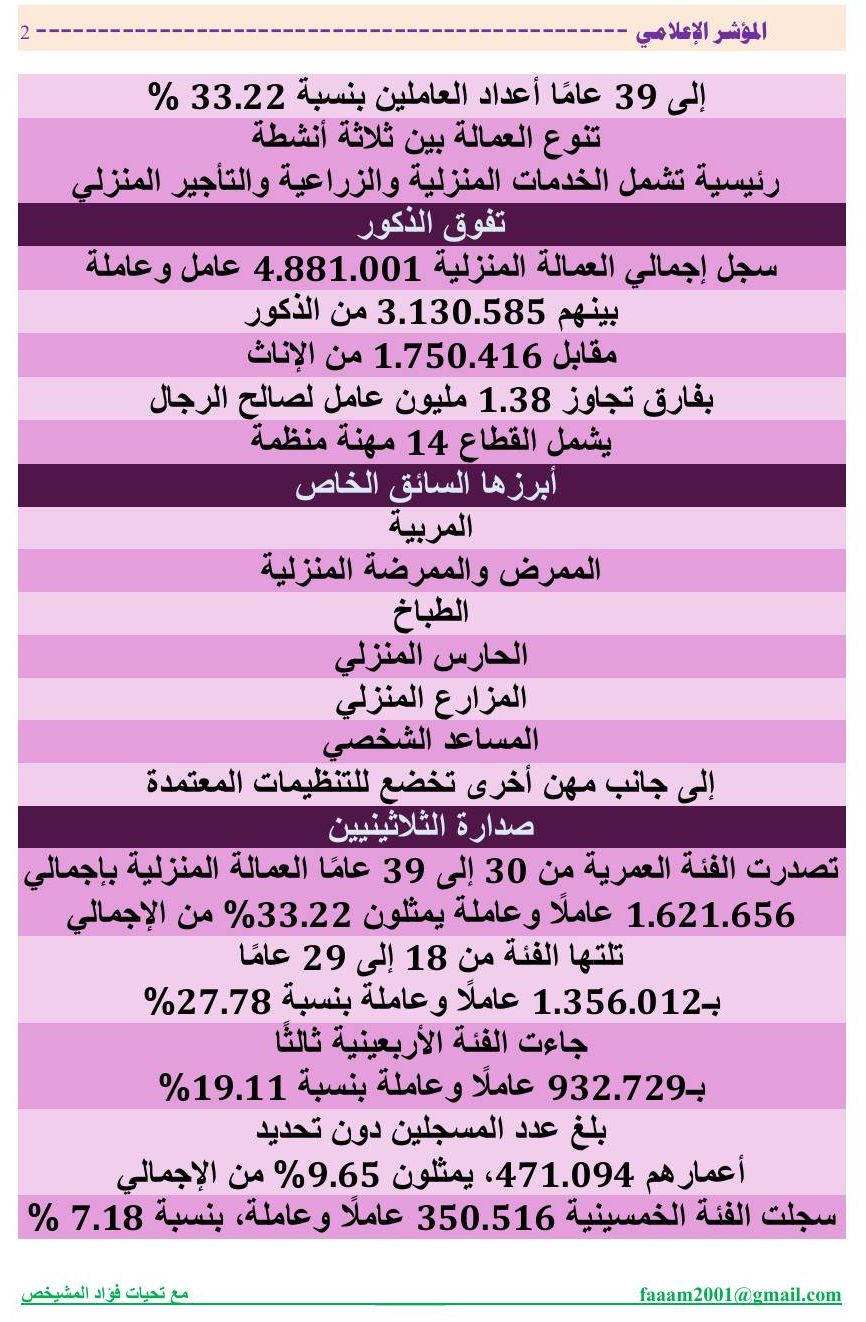 المؤشر الإعلامي ------------------------------------------------ 2
إلى 39 عامًا أعداد العاملين بنسبة 33.22 %
تنوع العمالة بين ثلاثة أنشطة
رئيسية تشمل الخدمات المنزلية والزراعية والتأجير المنزلي
تفوق الذكور
سجل إجمالي العمالة المنزلية 4.881.001 عامل وعاملة
بينهم 3.130.585 من الذكور
مقابل 1.750.416 من الإناث
بفارق تجاوز 1.38 مليون عامل لصالح الرجال
يشمل القطاع 14 مهنة منظمة
أبرزها السائق الخاص
المربية
الممرض والممرضة المنزلية
الطباخ
الحارس المنزلي
المزارع المنزلي
المساعد الشخصي
إلى جانب مهن أخرى تخضع للتنظيمات المعتمدة
صدارة الثلاثينيين
تصدرت الفئة العمرية من 30 إلى 39 عامًا العمالة المنزلية بإجمالي
1.621.656 عاملًا وعاملة يمثلون 33.22% من الإجمالي
تلتها الفئة من 18 إلى 29 عامًا
بـ1.356.012 عاملًا وعاملة بنسبة 27.78%
جاءت الفئة الأربعينية ثالثًا
بـ932.729 عاملًا وعاملة بنسبة 19.11%
بلغ عدد المسجلين دون تحديد
أعمارهم 471.094، يمثلون 9.65% من الإجمالي
سجلت الفئة الخمسينية 350.516 عاملًا وعاملة، بنسبة 7.18 %
faaam2001@gmail.com مع تحيات فؤاد المشيخص